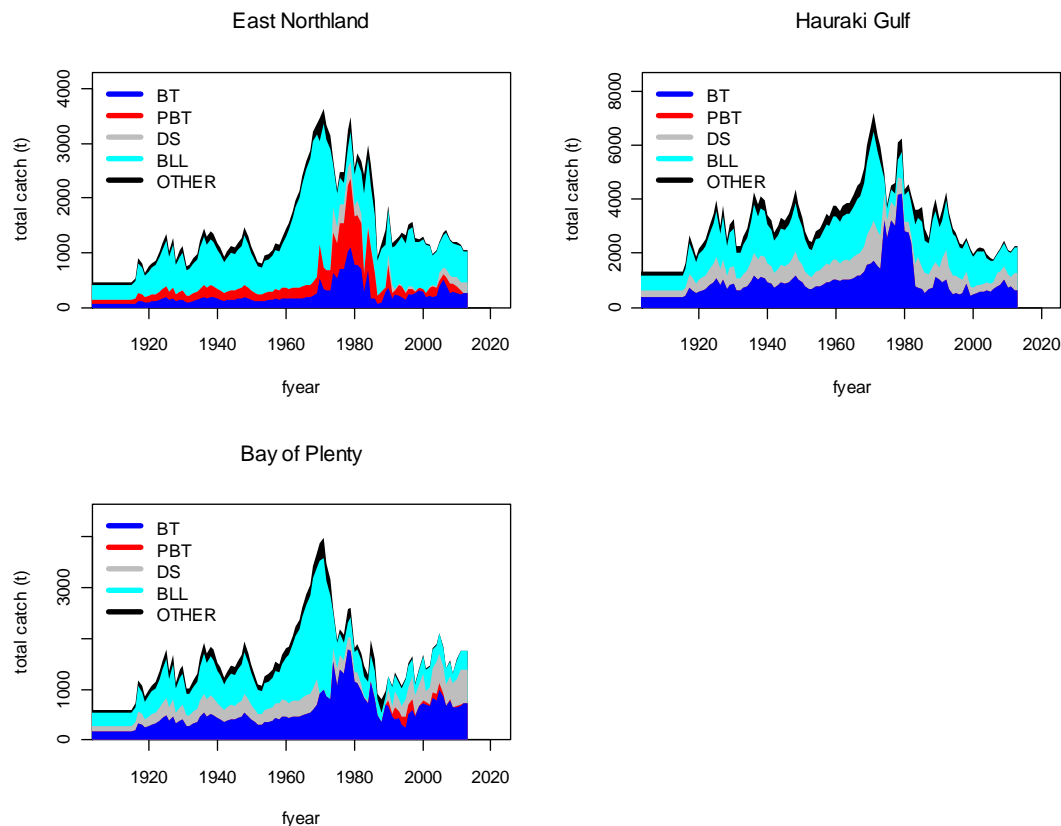 East Northland
total catch (t)
4000
3000
2000
1000
0
BT
PBT
DS
BLL
OTHER
1920 1940 1960 1980 2000 2020
fyear
Hauraki Gulf
total catch (t)
8000
6000
4000
2000
0
BT
PBT
DS
BLL
OTHER
1920 1940 1960 1980 2000 2020
fyear
Bay of Plenty
total catch (t)
3000
1000
0
BT
PBT
DS
BLL
OTHER
1920 1940 1960 1980 2000 2020
fyear